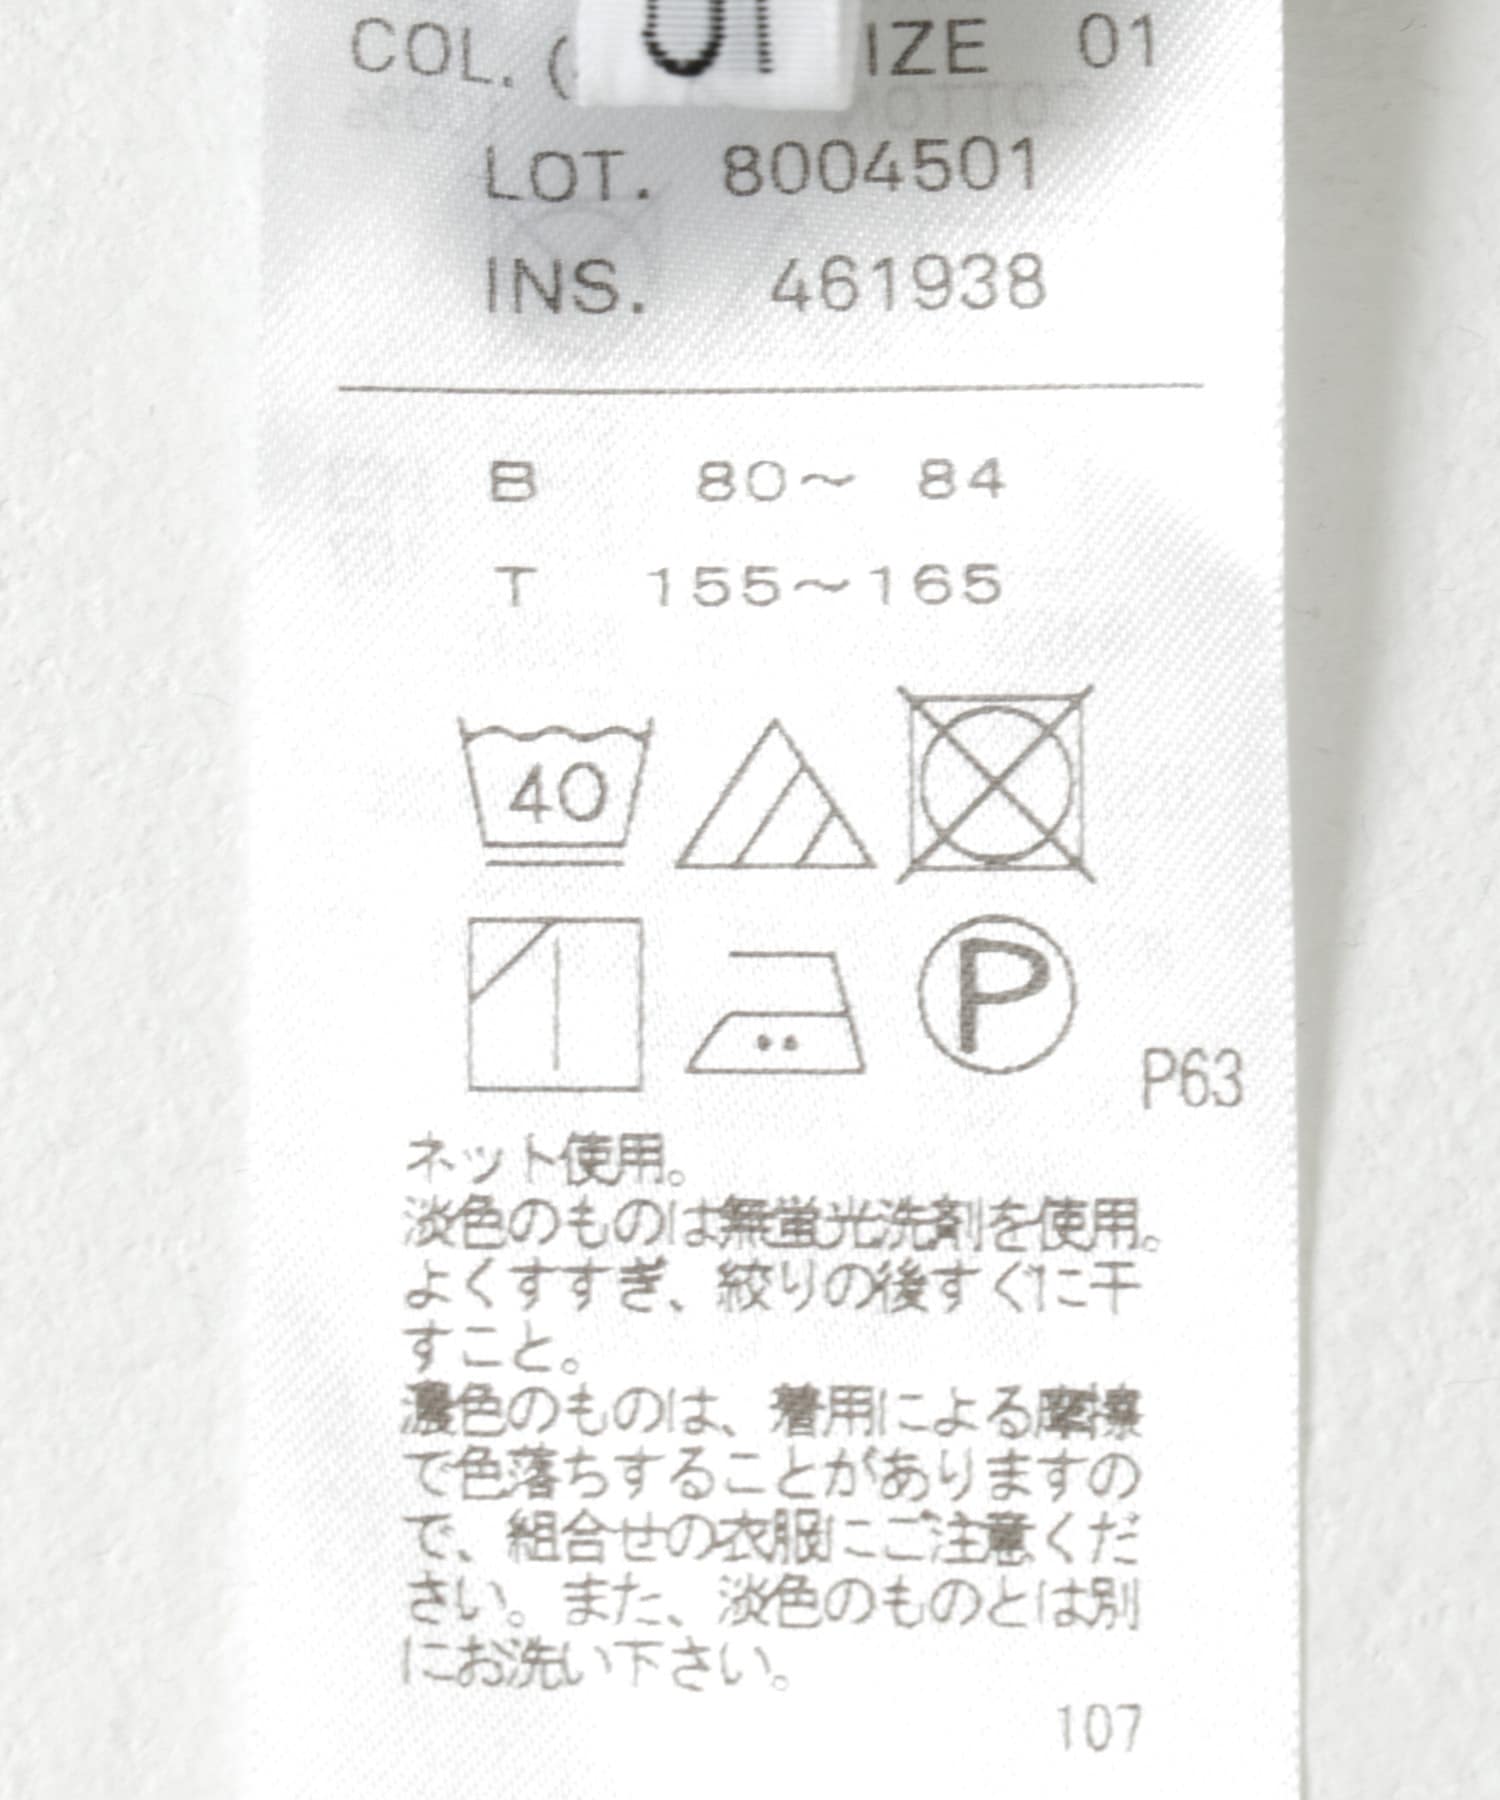 COL. ( IZE 01
01
LOT. 8004501
INS. 461938
B 80～ 84
T 155～165
40
P
P63
ネット使用。
淡色のものは無蛍光洗剤を使用。
よくすすぎ、絞りの後すぐに干
すこと。
濃色のものは、着用による摩擦
で色落ちすることがありますの
で、組合せの衣服にご注意くだ
さい。また、淡色のものとは別
にお洗い下さい。
107